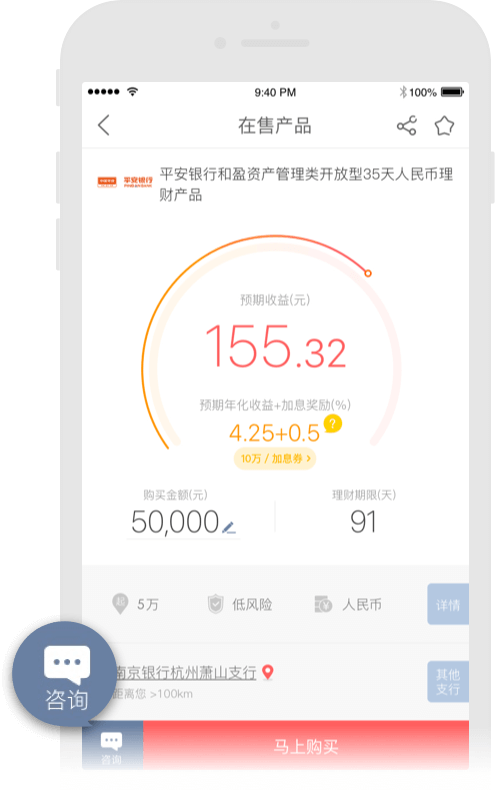 9:40 PM
100%
在售产品
平安银行
平安银行和盈资产管理类开放型35天人民币理
财产品
预期收益(元)
155.32
预期年化收益+加息奖励(%)
4.25+0.5
?
10万 / 加息券 >
购买金额(元)
理财期限(天)
50,000
91
起
5万
低风险
人民币
详情
南京银行杭州萧山支行
其他
支行
距离您 >100km
咨询
咨询
马上购买